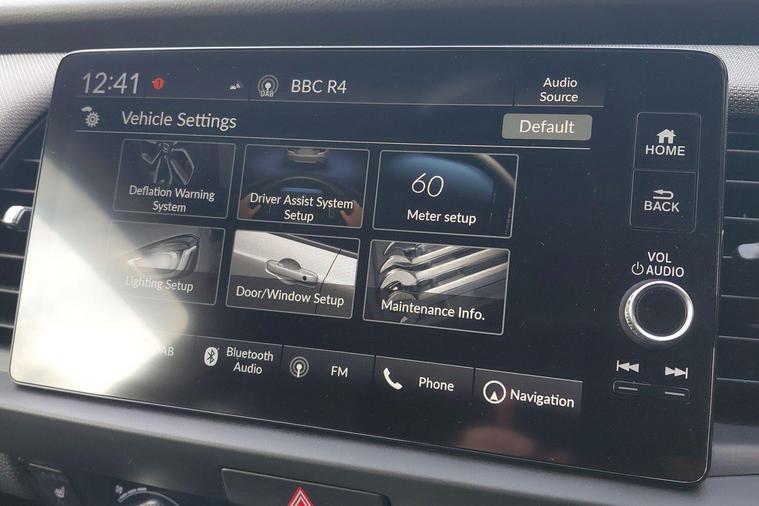 12:41
DAB
BBC R4
Audio
Source
Vehicle Settings
Default
HOME
BACK
Deflation Warning
System
Driver Assist System
Setup
60
Meter setup
Lighting Setup
Door/Window Setup
Maintenance Info.
VOL
AUDIO
DAB
Bluetooth
Audio
FM
Phone
Navigation